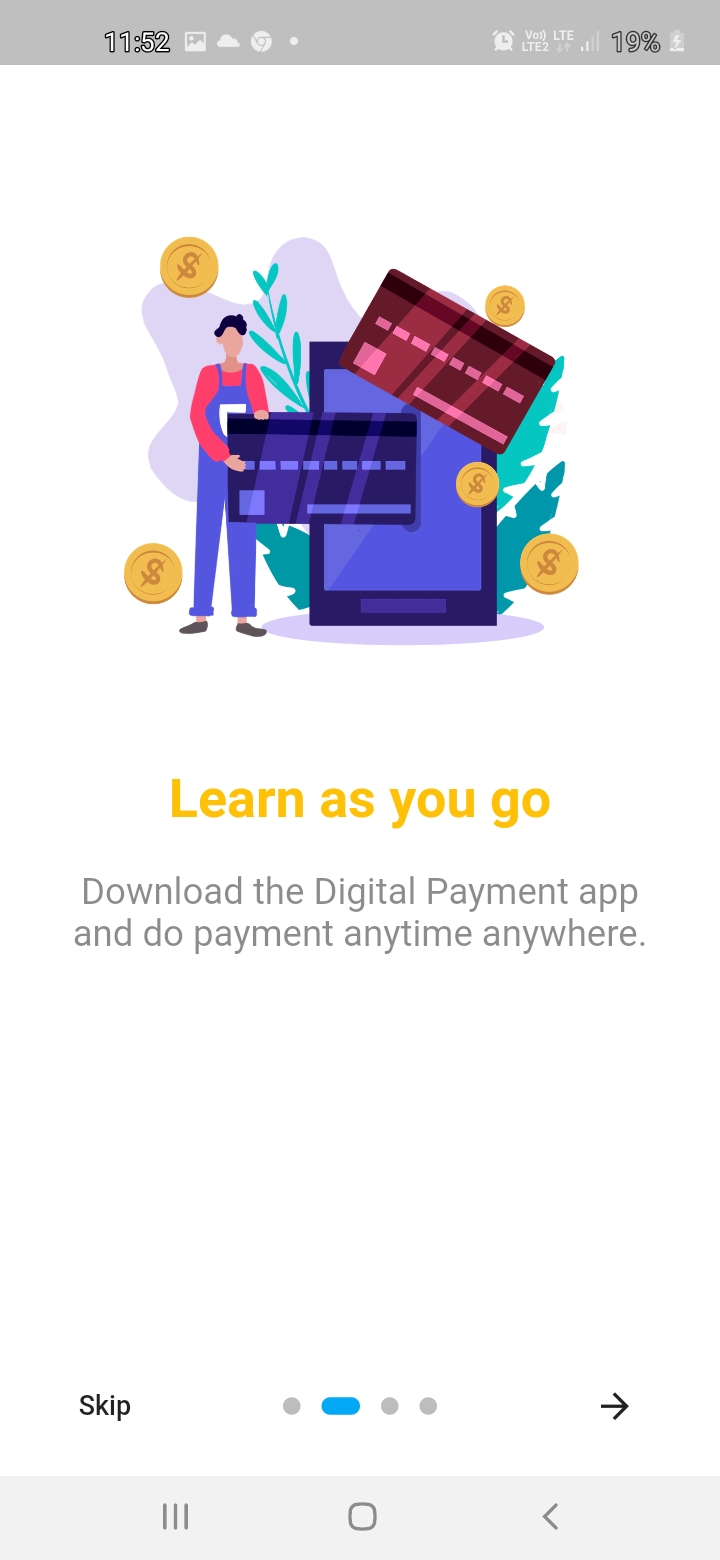 11:52 Vo)) LTE LTE2 19%
Learn as you go
Download the Digital Payment app
and do payment anytime anywhere.
Skip